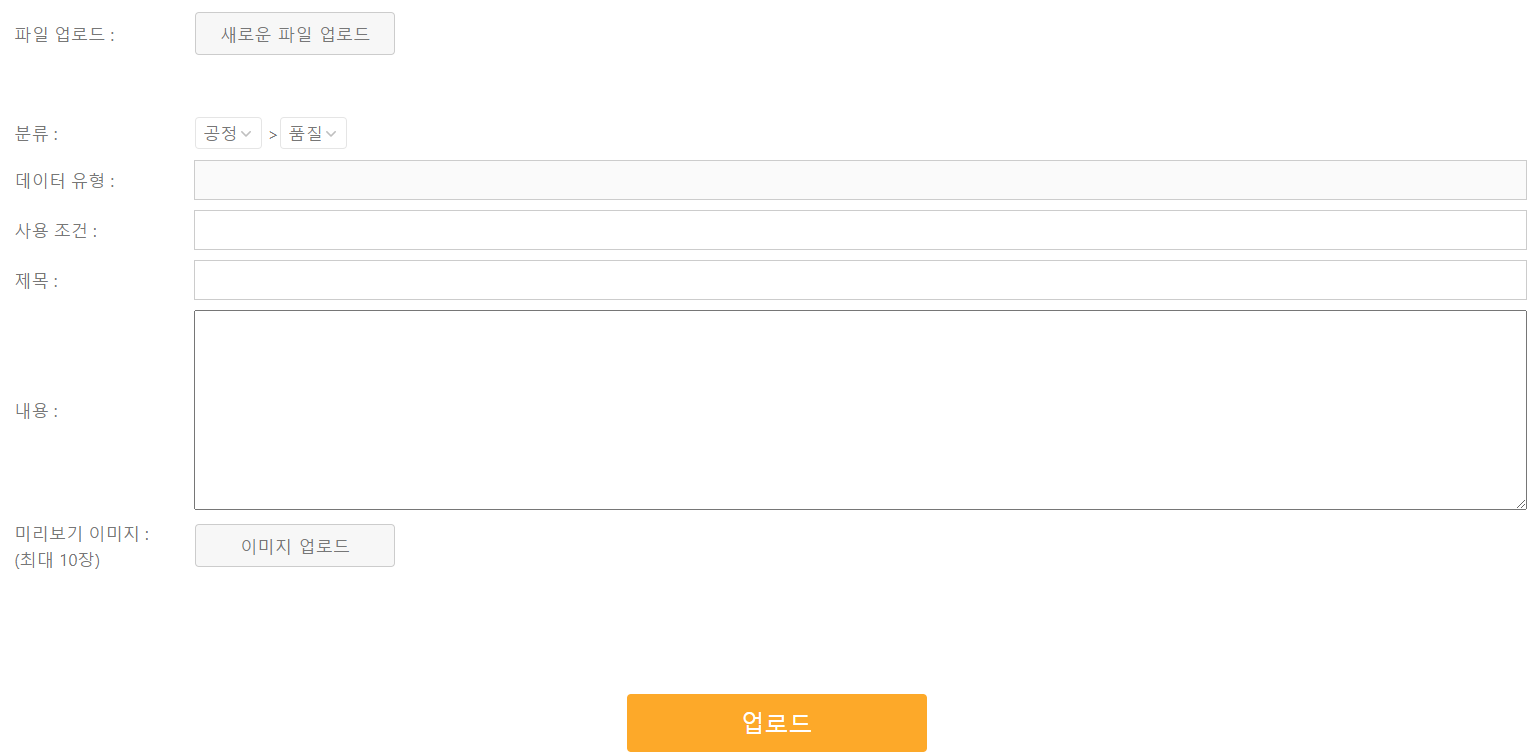 파일 업로드 : 새로운 파일 업로드
분류 : 공정 > 품질
데이터 유형 :
사용 조건 :
제목 :
내용 :
미리보기 이미지 : 이미지 업로드
(최대 10장)
업로드